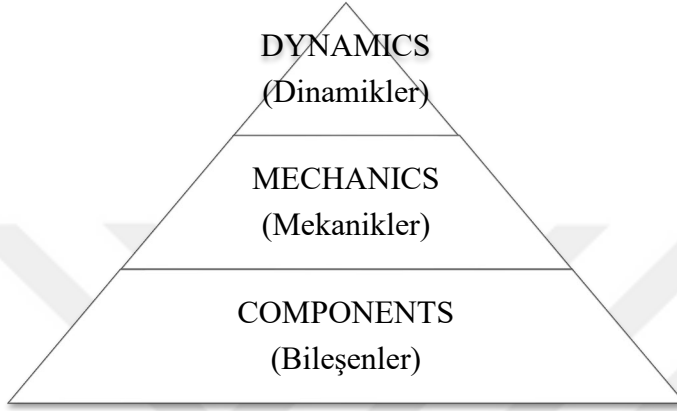 DYNAMICS
(Dinamikler)
MECHANICS
(Mekanikler)
COMPONENTS
(Bileşenler)